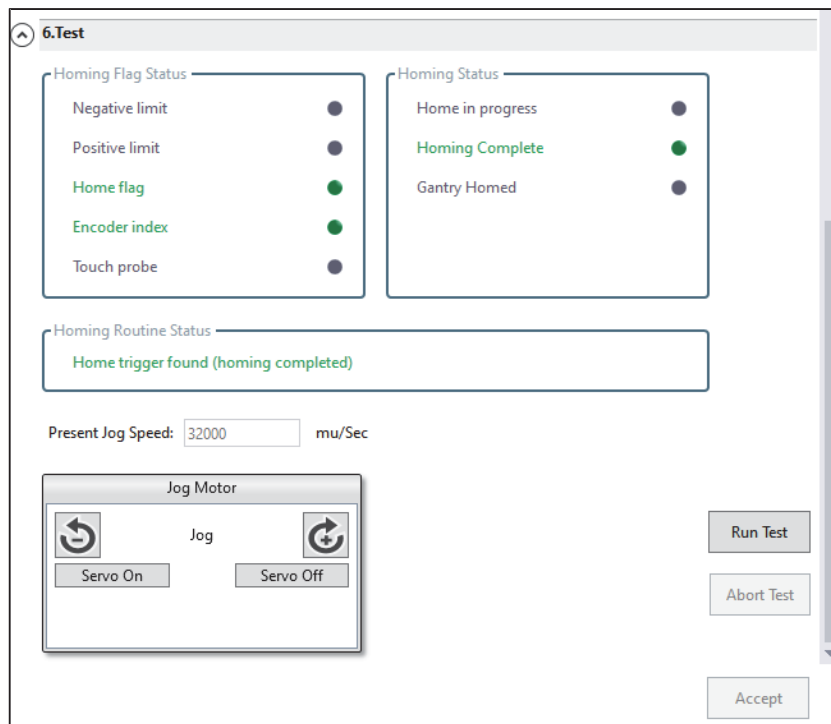 6.Test
Homing Flag Status
Negative limit
Positive limit
Home flag
Encoder index
Touch probe
Homing Status
Home in progress
Homing Complete
Gantry Homed
Homing Routine Status
Home trigger found (homing completed)
Present Jog Speed: 32000 mu/Sec
Jog Motor
Jog
Servo On Servo Off
Run Test
Abort Test
Accept